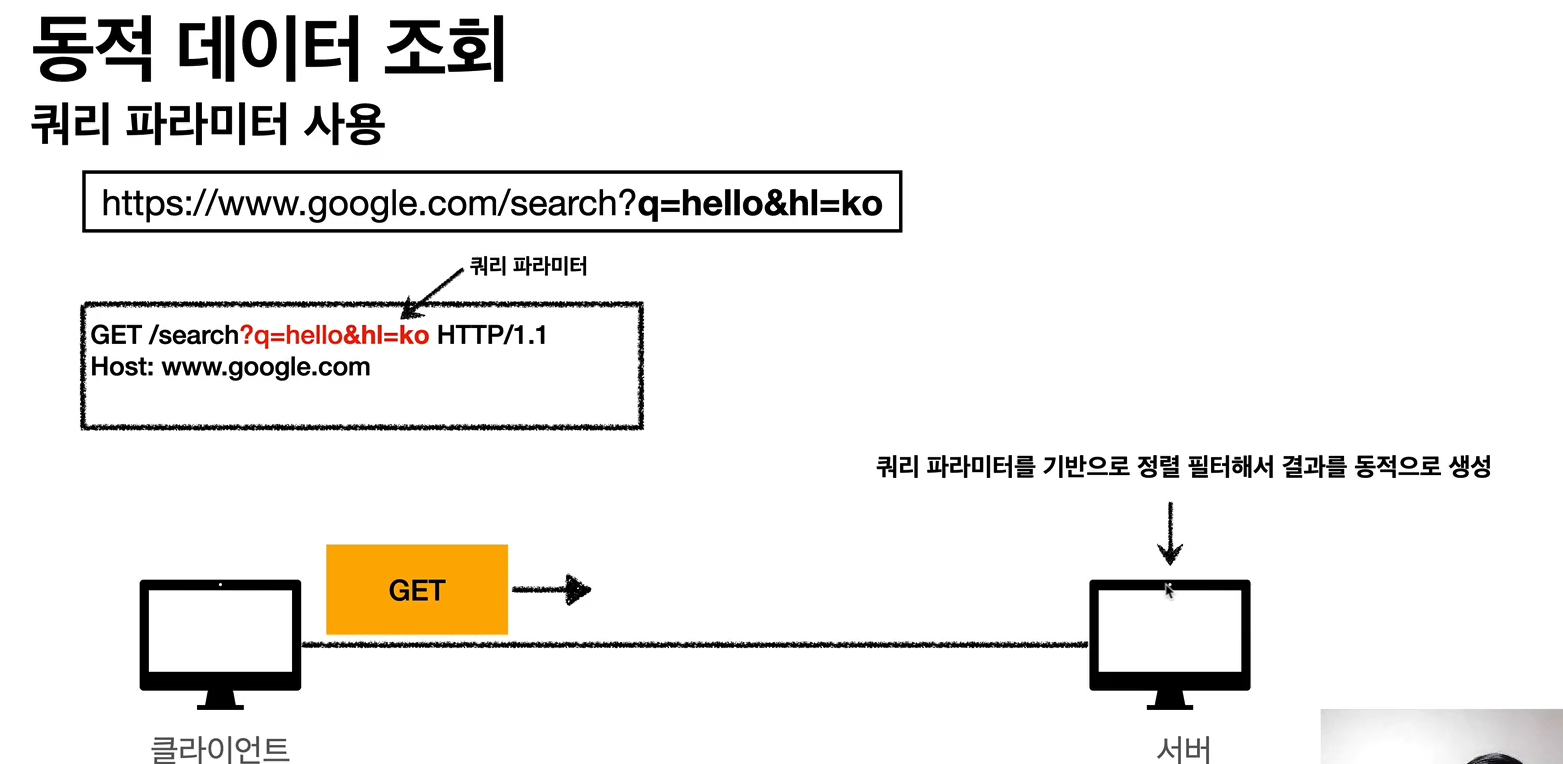 동적 데이터 조회
쿼리 파라미터 사용
https://www.google.com/search?q=hello&hl=ko
쿼리 파라미터
GET /search?q=hello&hl=ko HTTP/1.1
Host: www.google.com
쿼리 파라미터를 기반으로 정렬 필터해서 결과를 동적으로 생성
GET
클라이언트
서버